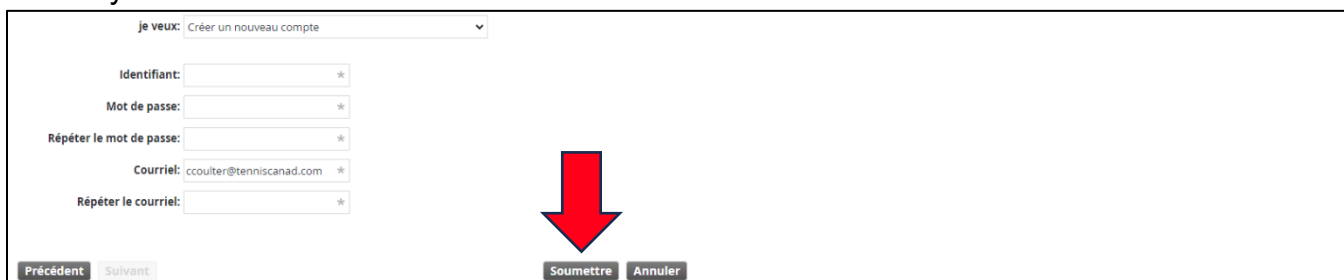 je veux: Créer un nouveau compte
Identifiant: *
Mot de passe: *
Répéter le mot de passe: *
Courriel: ccoulter@tenniscanad.com *
Répéter le courriel: *
Précédent Suivant Soumettre Annuler